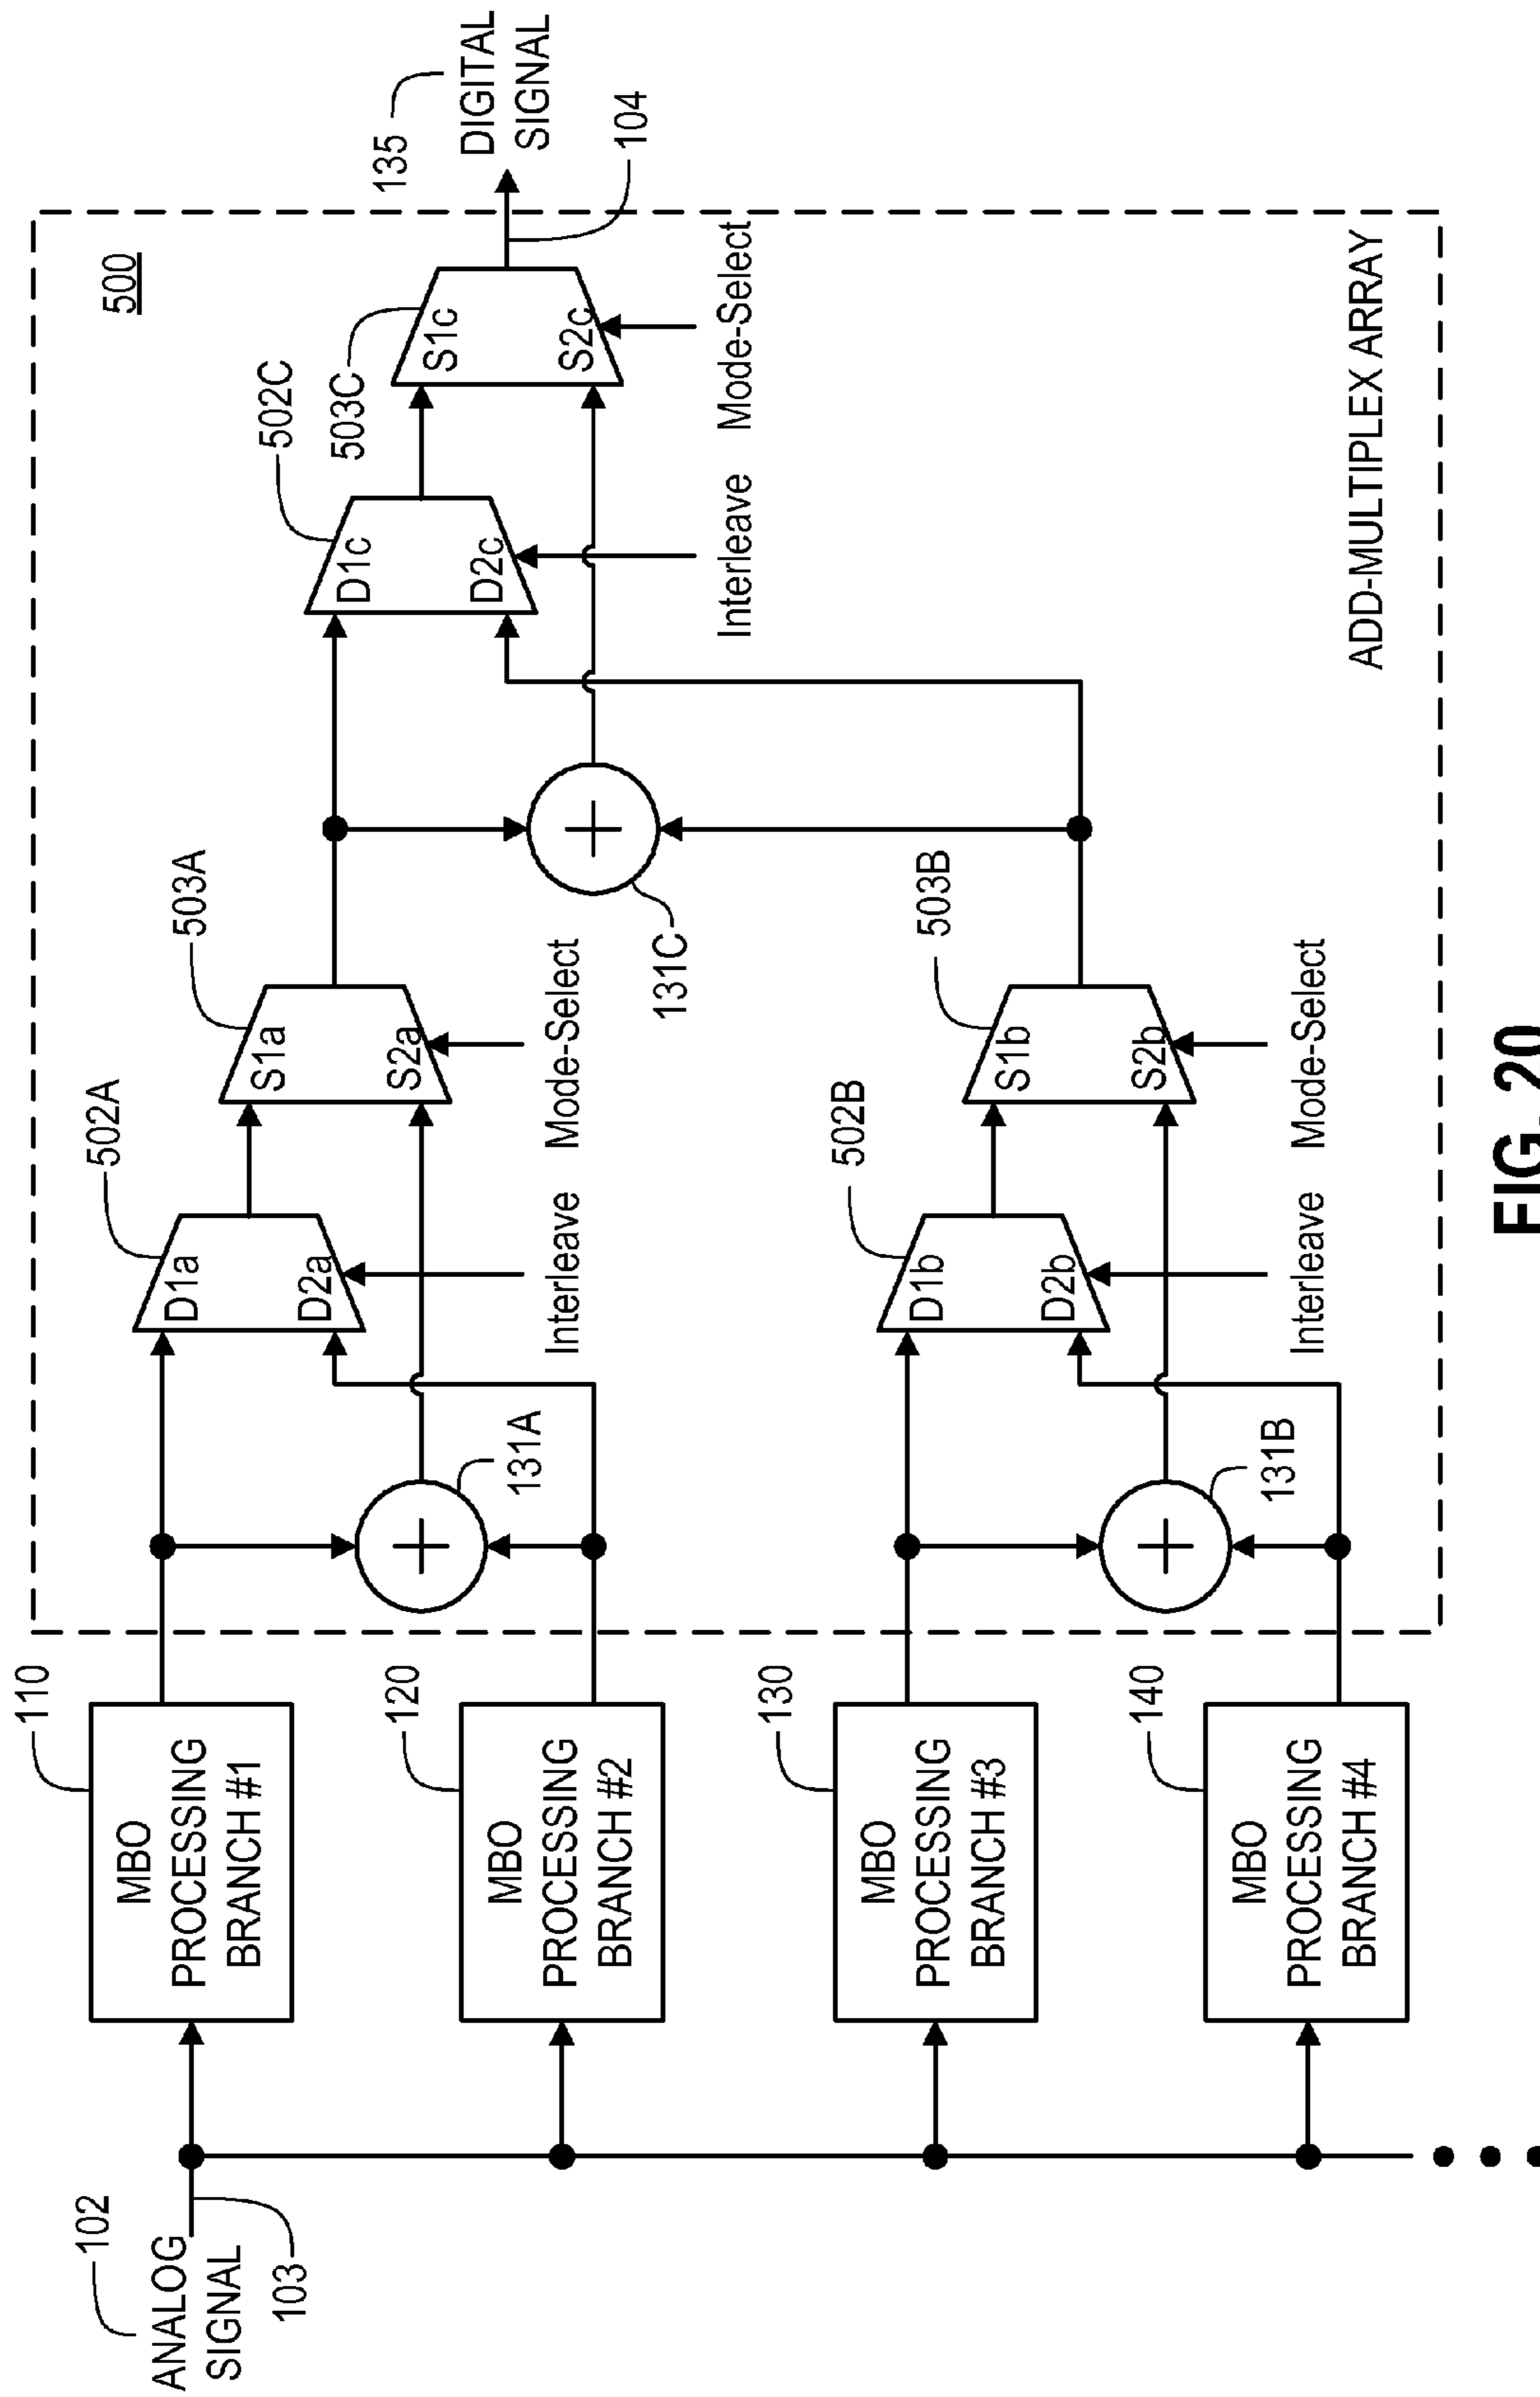 102
ANALOG
SIGNAL
103
110
MBO
PROCESSING
BRANCH #1
120
MBO
PROCESSING
BRANCH #2
130
MBO
PROCESSING
BRANCH #3
140
MBO
PROCESSING
BRANCH #4
500
131A
502A
D1a
D2a
Interleave
503A
S1a
S2a
Mode-Select
131B
502B
D1b
D2b
Interleave
503B
S1b
S2b
Mode-Select
131C
502C
D1c
D2c
Interleave
503C
S1c
S2c
Mode-Select
104
135
DIGITAL
SIGNAL
ADD-MULTIPLEX ARRAY
FIG. 20